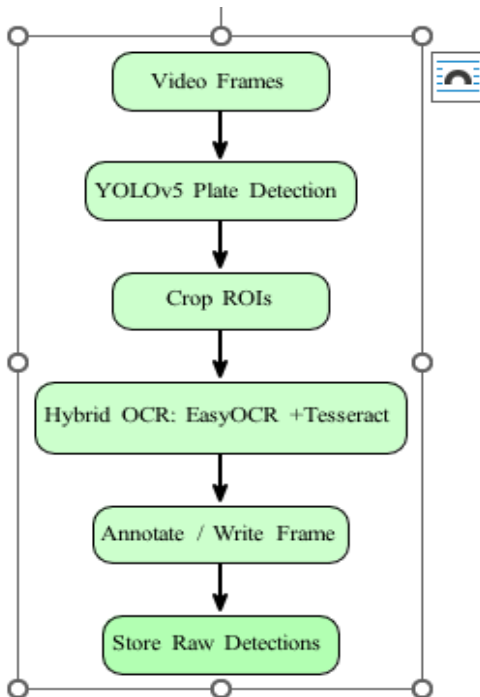 Video Frames
YOLOv5 Plate Detection
Crop ROIs
Hybrid OCR: EasyOCR +Tesseract
Annotate / Write Frame
Store Raw Detections